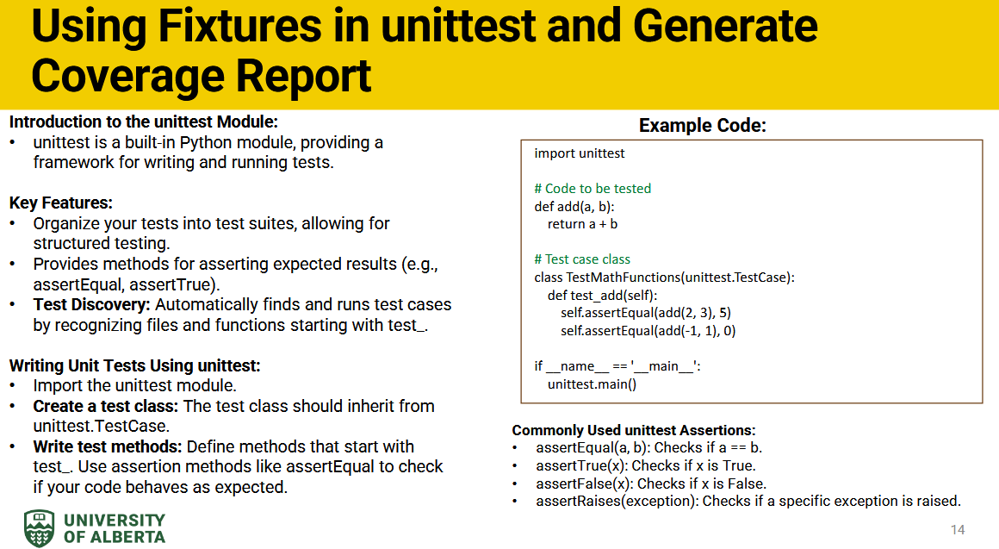 Using Fixtures in unittest and Generate
Coverage Report
Introduction to the unittest Module:
• unittest is a built-in Python module, providing a
framework for writing and running tests.
Key Features:
• Organize your tests into test suites, allowing for
structured testing.
• Provides methods for asserting expected results (e.g.,
assertEqual, assertTrue).
• Test Discovery: Automatically finds and runs test cases
by recognizing files and functions starting with test_.
Writing Unit Tests Using unittest:
• Import the unittest module.
• Create a test class: The test class should inherit from
unittest.TestCase.
• Write test methods: Define methods that start with
test_. Use assertion methods like assertEqual to check
if your code behaves as expected.
Example Code:
import unittest
# Code to be tested
def add(a, b):
    return a + b
# Test case class
class TestMathFunctions(unittest.TestCase):
    def test_add(self):
        self.assertEqual(add(2, 3), 5)
        self.assertEqual(add(-1, 1), 0)
if __name__ == '__main__':
    unittest.main()
Commonly Used unittest Assertions:
• assertEqual(a, b): Checks if a == b.
• assertTrue(x): Checks if x is True.
• assertFalse(x): Checks if x is False.
• assertRaises(exception): Checks if a specific exception is raised.
UNIVERSITY
OF ALBERTA
14